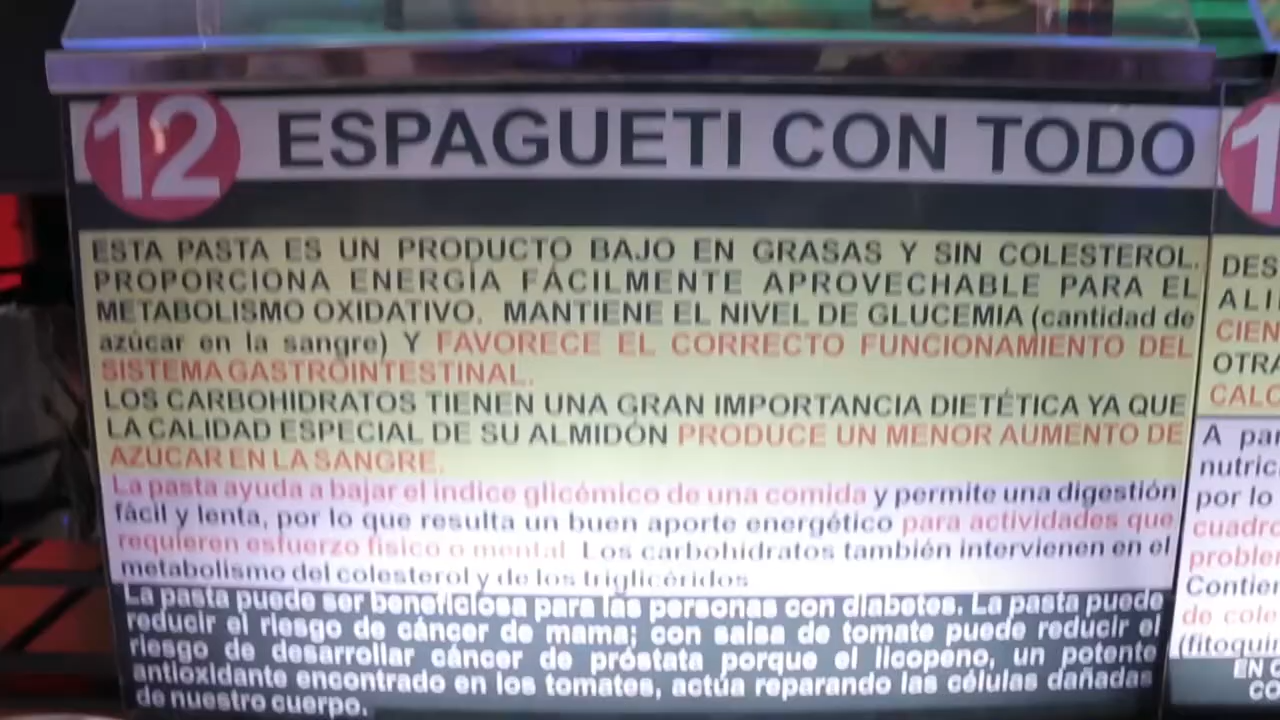 12 ESPAGUETI CON TODO
ESTA PASTA ES UN PRODUCTO BAJO EN GRASAS Y SIN COLESTEROL.
PROPORCIONA ENERGÍA FÁCILMENTE APROVECHABLE PARA EL
METABOLISMO OXIDATIVO. MANTIENE EL NIVEL DE GLUCEMIA (cantidad de
azúcar en la sangre) Y FAVORECE EL CORRECTO FUNCIONAMIENTO DEL
SISTEMA GASTROINTESTINAL.
LOS CARBOHIDRATOS TIENEN UNA GRAN IMPORTANCIA DIETÉTICA YA QUE
LA CALIDAD ESPECIAL DE SU ALMIDÓN PRODUCE UN MENOR AUMENTO DE
AZUCAR EN LA SANGRE.
La pasta ayuda a bajar el indice glicémico de una comida y permite una digestión
fácil y lenta, por lo que resulta un buen aporte energético para actividades que
requieren esfuerzo fisico o mental. Los carbohidratos también intervienen en el
metabolismo del colesterol y de los triglicéridos
La pasta puede ser beneficiosa para las personas con diabetes. La pasta puede
reducir el riesgo de cáncer de mama; con salsa de tomate puede reducir el
riesgo de desarrollar cáncer de próstata porque el licopeno, un potente
antioxidante encontrado en los tomates, actúa reparando las células dañadas
de nuestro cuerpo.
1
DES
ALI
CIEN
OTRA
CALC
A par
nutric
por lo
cuadro
problem
Contien
de cole
(fitoquim
EN C
CO